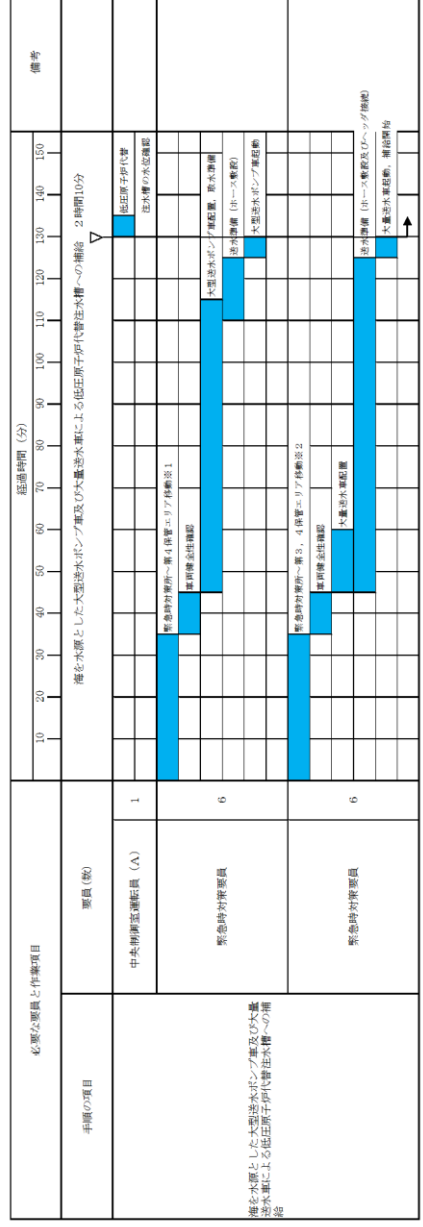 必要な要員と作業項目
経過時間（分）
備考
手順の項目
要員(数)
10 20 30 40 50 60 70 80 90 100 110 120 130 140 150
海を水源とした大型送水ポンプ車及び大量送水車による低圧原子炉代替注水槽への補給 2時間10分
海を水源とした大型送水ポンプ車及び大量
送水車による低圧原子炉代替注水槽への補
給
中央制御室運転員（A）
1
低圧原子炉代替
注水槽の水位確認
緊急時対策要員
6
緊急時対策所～第４保管エリア移動※１
車両健全性確認
大型送水ポンプ車配置，取水準備
送水準備（ホース敷設）
大型送水ポンプ車起動
緊急時対策要員
6
緊急時対策所～第３，４保管エリア移動※２
車両健全性確認
大量送水車配置
送水準備（ホース敷設及びヘッダ接続）
大量送水車起動，補給開始